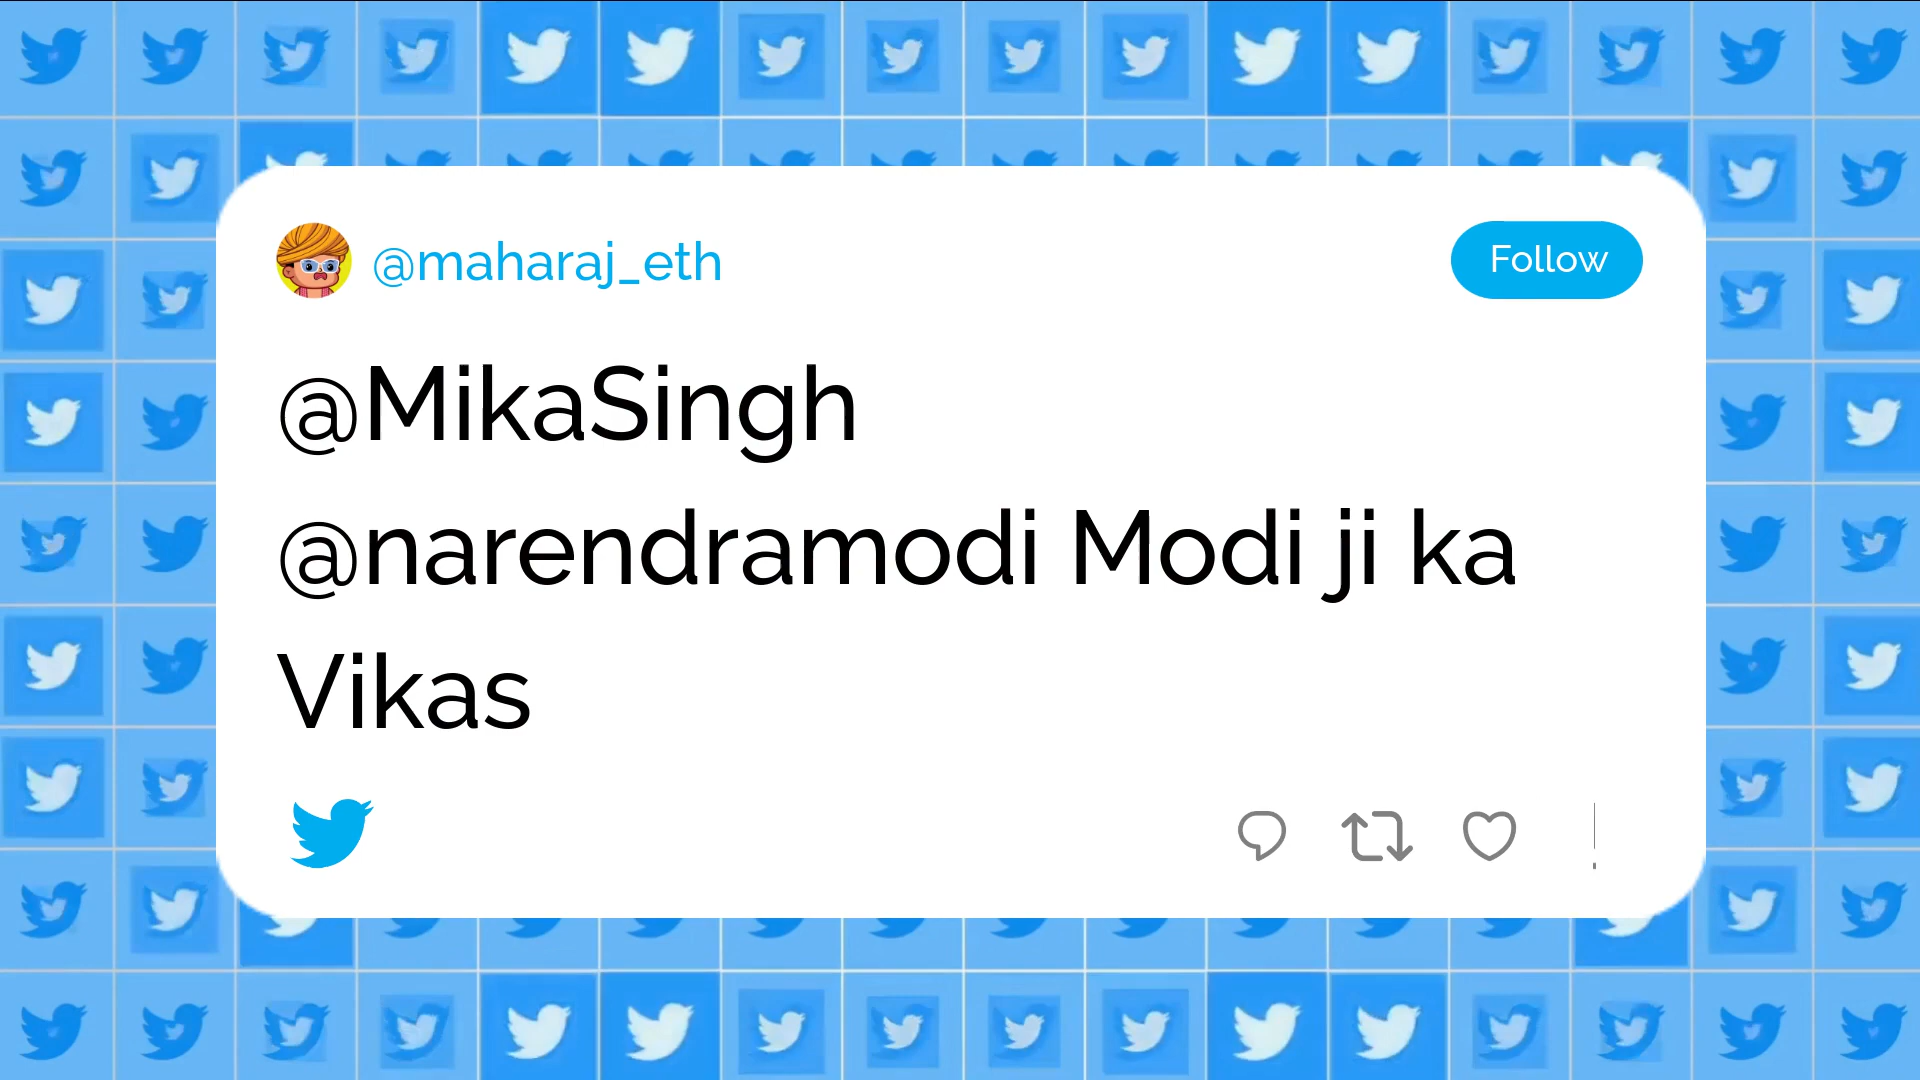 @maharaj_eth
Follow
@MikaSingh
@narendramodi Modi ji ka
Vikas